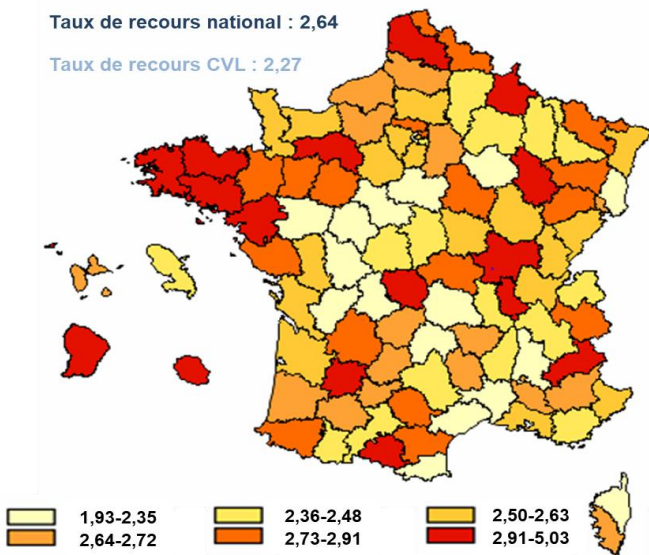 Taux de recours national : 2,64
Taux de recours CVL : 2,27
1,93-2,35 2,36-2,48 2,50-2,63
2,64-2,72 2,73-2,91 2,91-5,03